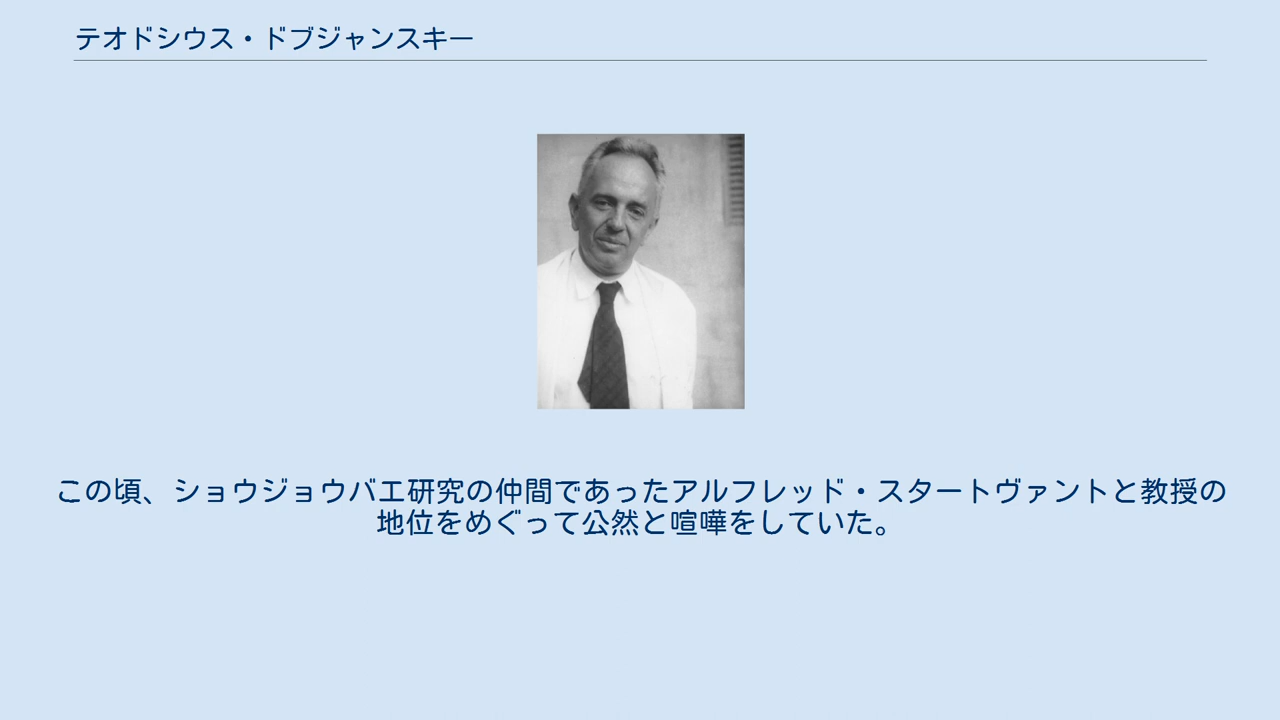 テオドシウス・ドブジャンスキー
この頃、ショウジョウバエ研究の仲間であったアルフレッド・スタートヴァントと教授の
地位をめぐって公然と喧嘩をしていた。